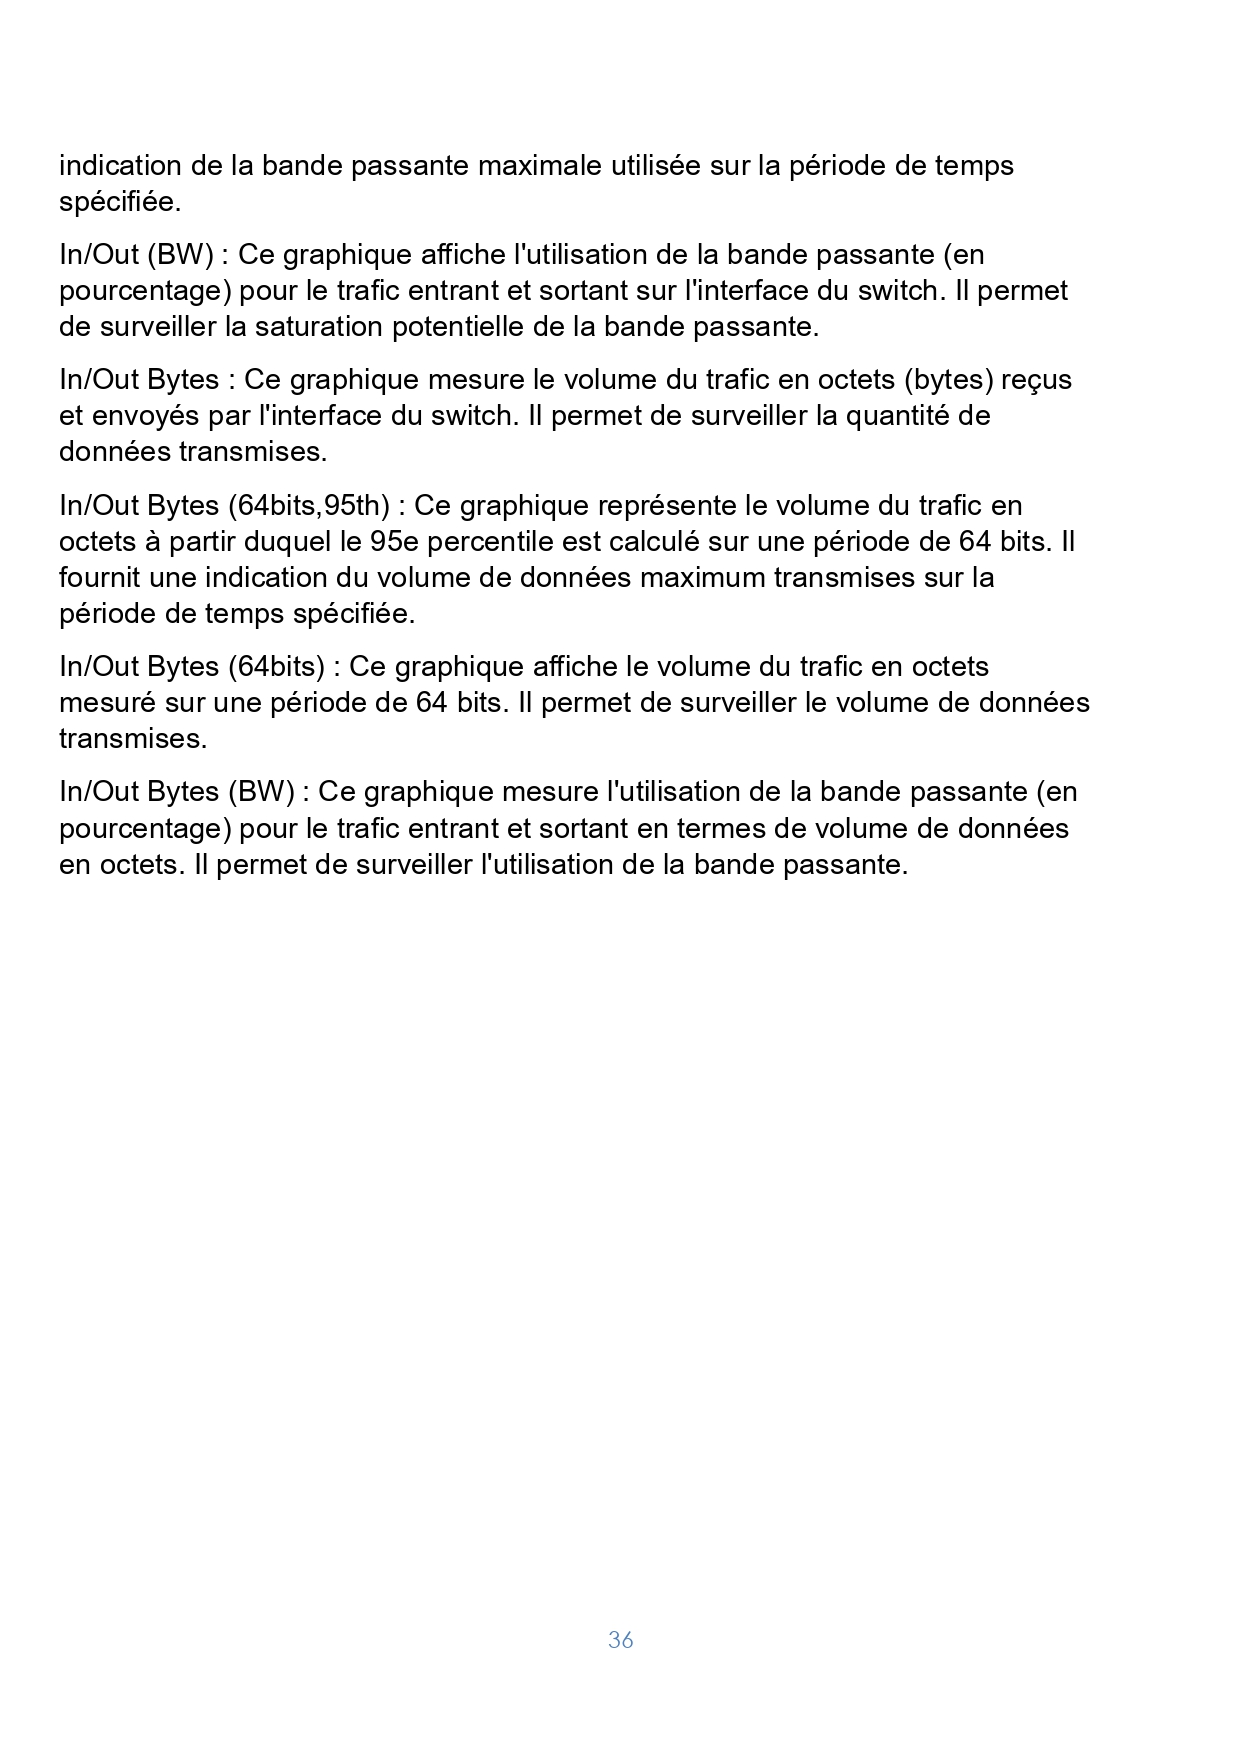 indication de la bande passante maximale utilisée sur la période de temps
spécifiée.
In/Out (BW) : Ce graphique affiche l'utilisation de la bande passante (en
pourcentage) pour le trafic entrant et sortant sur l'interface du switch. Il permet
de surveiller la saturation potentielle de la bande passante.
In/Out Bytes : Ce graphique mesure le volume du trafic en octets (bytes) reçus
et envoyés par l'interface du switch. Il permet de surveiller la quantité de
données transmises.
In/Out Bytes (64bits,95th) : Ce graphique représente le volume du trafic en
octets à partir duquel le 95e percentile est calculé sur une période de 64 bits. Il
fournit une indication du volume de données maximum transmises sur la
période de temps spécifiée.
In/Out Bytes (64bits) : Ce graphique affiche le volume du trafic en octets
mesuré sur une période de 64 bits. Il permet de surveiller le volume de données
transmises.
In/Out Bytes (BW) : Ce graphique mesure l'utilisation de la bande passante (en
pourcentage) pour le trafic entrant et sortant en termes de volume de données
en octets. Il permet de surveiller l'utilisation de la bande passante.
36